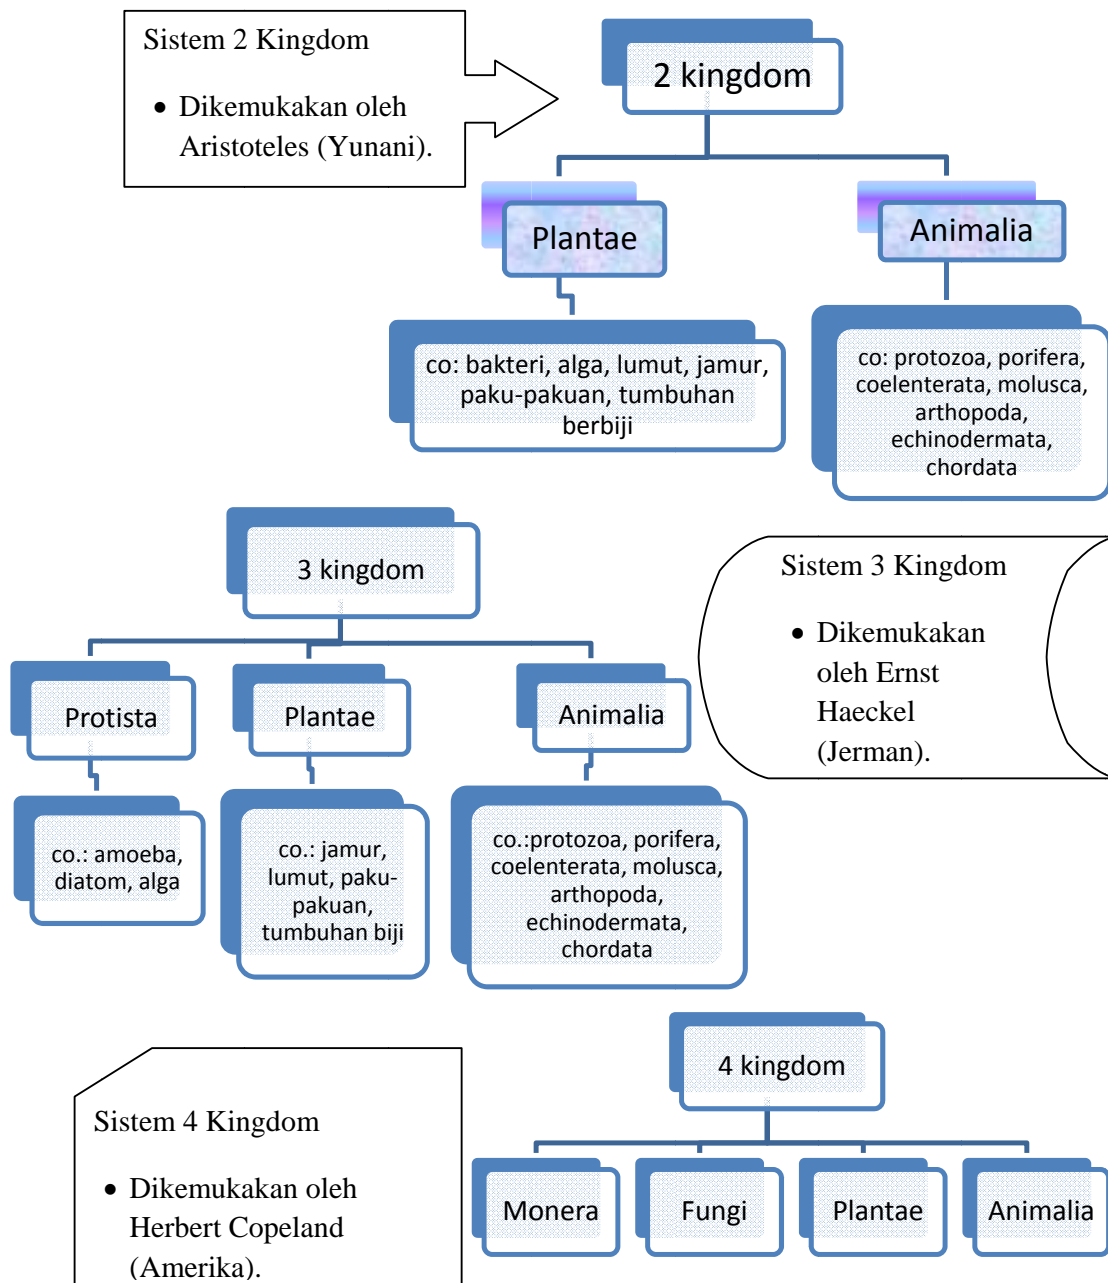 Sistem 2 Kingdom
• Dikemukakan oleh
Aristoteles (Yunani).
2 kingdom
Plantae
Animalia
co: bakteri, alga, lumut, jamur,
paku-pakuan, tumbuhan
berbiji
co: protozoa, porifera,
coelenterata, molusca,
arthopoda,
echinodermata,
chordata
3 kingdom
Sistem 3 Kingdom
• Dikemukakan
oleh Ernst
Haeckel
(Jerman).
Protista
Plantae
Animalia
co.: amoeba,
diatom, alga
co.: jamur,
lumut, paku-
pakuan,
tumbuhan biji
co.:protozoa, porifera,
coelenterata, molusca,
arthopoda,
echinodermata,
chordata
4 kingdom
Sistem 4 Kingdom
• Dikemukakan oleh
Herbert Copeland
(Amerika).
Monera
Fungi
Plantae
Animalia